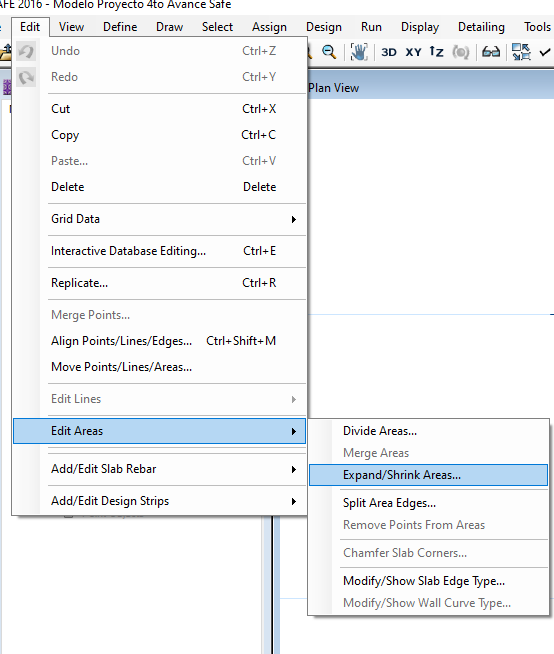 AFE 2016 - Modelo Proyecto 4to Avance Safe
Edit View Define Draw Select Assign Design Run Display Detailing Tools
3D XY
Plan View
Undo Ctrl+Z
Redo Ctrl+Y
Cut Ctrl+X
Copy Ctrl+C
Paste... Ctrl+V
Delete Delete
Grid Data
Interactive Database Editing... Ctrl+E
Replicate... Ctrl+R
Merge Points...
Align Points/Lines/Edges... Ctrl+Shift+M
Move Points/Lines/Areas...
Edit Lines
Edit Areas
Add/Edit Slab Rebar
Add/Edit Design Strips
Divide Areas...
Merge Areas
Expand/Shrink Areas...
Split Area Edges...
Remove Points From Areas
Chamfer Slab Corners...
Modify/Show Slab Edge Type...
Modify/Show Wall Curve Type...